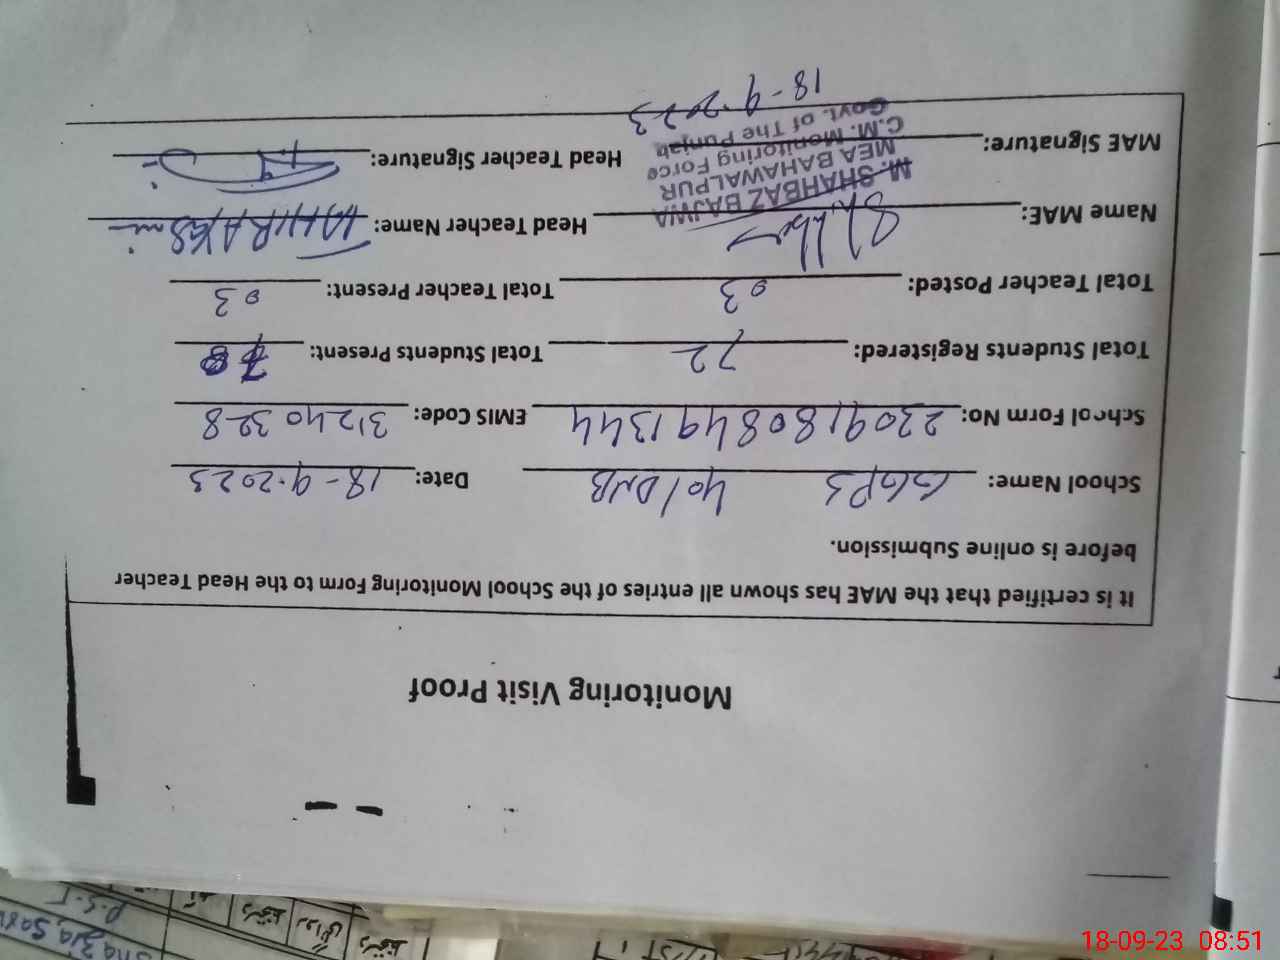 Monitoring Visit Proof
It is certified that the MAE has shown all entries of the School Monitoring Form to the Head Teacher
before is online Submission.
School Name: GGPS 40/DNB Date: 18-9-2023
School Form No: 23091808491344 EMIS Code: 31240328
Total Students Registered: 72 Total Students Present: 70
Total Teacher Posted: 03 Total Teacher Present: 03
Name MAE: Head Teacher Name: TAHIRA YASmin
M. SHAHBAZ BAJWA
MEA BAHAWALPUR
C.M. Monitoring Force
Govt. of The Punjab
MAE Signature: Head Teacher Signature:
18-9-2023
18-09-23 08:51